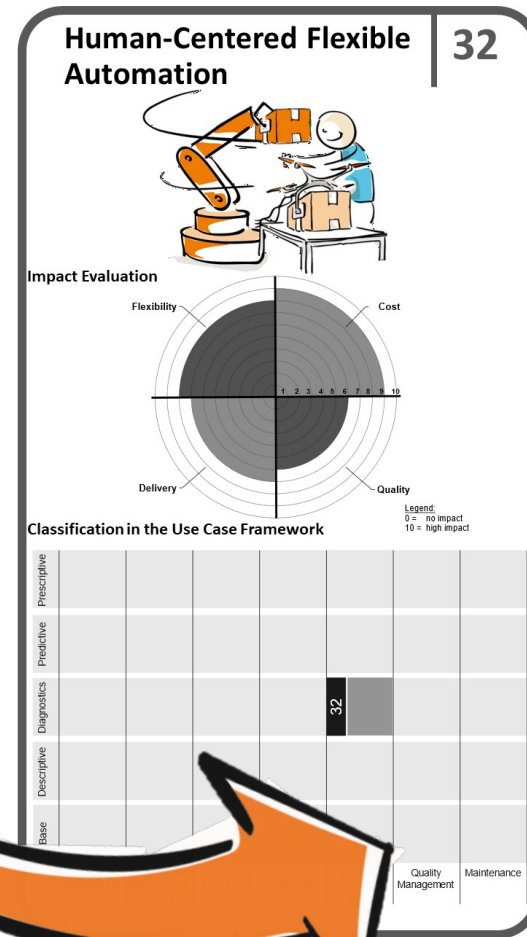 Human-Centered Flexible
Automation
32
Impact Evaluation
Flexibility
Cost
1 2 3 4 5 6 7 8 9 10
Delivery
Quality
Legend:
0 = no impact
10 = high impact
Classification in the Use Case Framework
Prescriptive
Predictive
Diagnostics
32
Descriptive
Base
Quality
Management
Maintenance